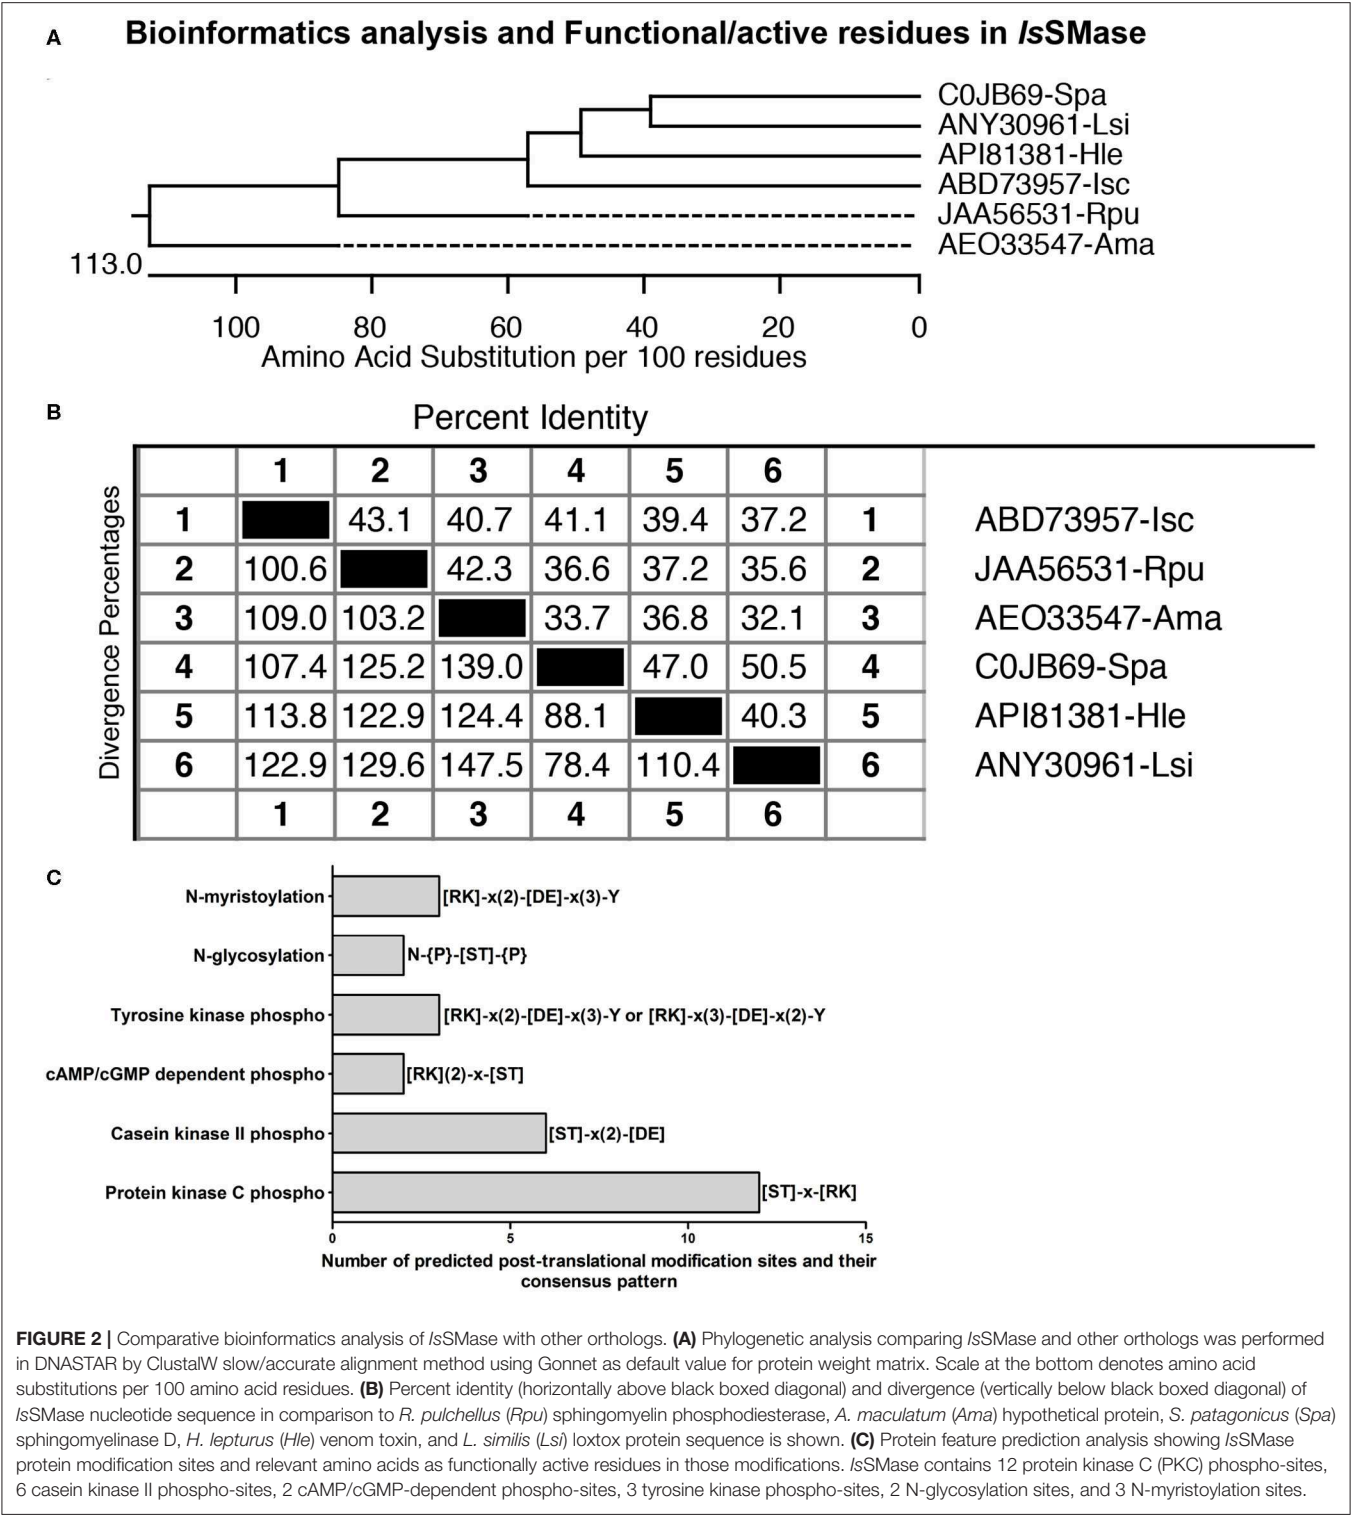 A
Bioinformatics analysis and Functional/active residues in IsSMase
C0JB69-Spa
ANY30961-Lsi
API81381-Hle
ABD73957-Isc
JAA56531-Rpu
AEO33547-Ama
113.0
100 80 60 40 20 0
Amino Acid Substitution per 100 residues
B
Percent Identity
Divergence Percentages
1 2 3 4 5 6
1 43.1 40.7 41.1 39.4 37.2 1 ABD73957-Isc
2 100.6 42.3 36.6 37.2 35.6 2 JAA56531-Rpu
3 109.0 103.2 33.7 36.8 32.1 3 AEO33547-Ama
4 107.4 125.2 139.0 47.0 50.5 4 C0JB69-Spa
5 113.8 122.9 124.4 88.1 40.3 5 API81381-Hle
6 122.9 129.6 147.5 78.4 110.4 6 ANY30961-Lsi
1 2 3 4 5 6
C
N-myristoylation [RK]-x(2)-[DE]-x(3)-Y
N-glycosylation N-{P}-[ST]-{P}
Tyrosine kinase phospho [RK]-x(2)-[DE]-x(3)-Y or [RK]-x(3)-[DE]-x(2)-Y
cAMP/cGMP dependent phospho [RK](2)-x-[ST]
Casein kinase II phospho [ST]-x(2)-[DE]
Protein kinase C phospho [ST]-x-[RK]
0 5 10 15
Number of predicted post-translational modification sites and their
consensus pattern
FIGURE 2 | Comparative bioinformatics analysis of IsSMase with other orthologs. (A) Phylogenetic analysis comparing IsSMase and other orthologs was performed
in DNASTAR by ClustalW slow/accurate alignment method using Gonnet as default value for protein weight matrix. Scale at the bottom denotes amino acid
substitutions per 100 amino acid residues. (B) Percent identity (horizontally above black boxed diagonal) and divergence (vertically below black boxed diagonal) of
IsSMase nucleotide sequence in comparison to R. pulchellus (Rpu) sphingomyelin phosphodiesterase, A. maculatum (Ama) hypothetical protein, S. patagonicus (Spa)
sphingomyelinase D, H. lepturus (Hle) venom toxin, and L. similis (Lsi) loxtox protein sequence is shown. (C) Protein feature prediction analysis showing IsSMase
protein modification sites and relevant amino acids as functionally active residues in those modifications. IsSMase contains 12 protein kinase C (PKC) phospho-sites,
6 casein kinase II phospho-sites, 2 cAMP/cGMP-dependent phospho-sites, 3 tyrosine kinase phospho-sites, 2 N-glycosylation sites, and 3 N-myristoylation sites.